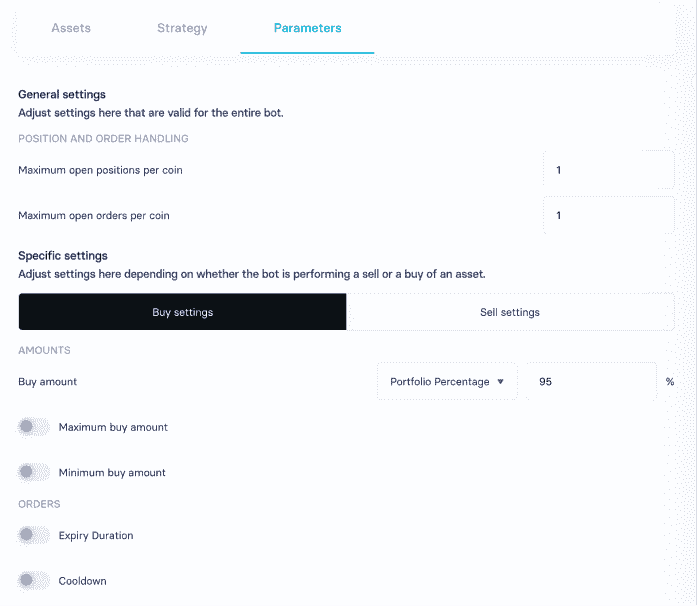 Assets Strategy Parameters
General settings
Adjust settings here that are valid for the entire bot.
POSITION AND ORDER HANDLING
Maximum open positions per coin 1
Maximum open orders per coin 1
Specific settings
Adjust settings here depending on whether the bot is performing a sell or a buy of an asset.
Buy settings Sell settings
AMOUNTS
Buy amount Portfolio Percentage 95 %
Maximum buy amount
Minimum buy amount
ORDERS
Expiry Duration
Cooldown